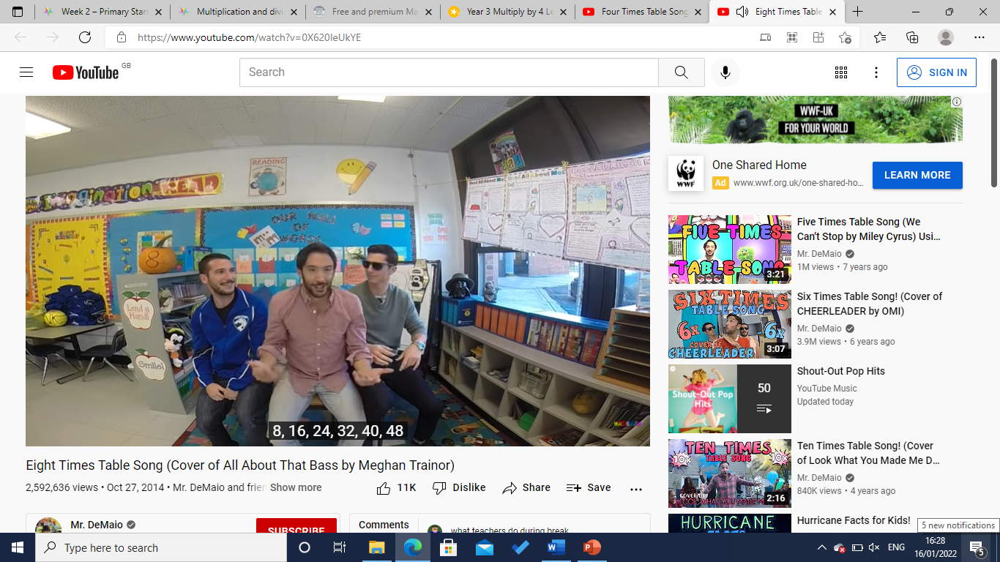 Week 2 – Primary Stars
Multiplication and divi
Free and premium Ma
Year 3 Multiply by 4 Le
Four Times Table Song
Eight Times Table
https://www.youtube.com/watch?v=0X620IeUkYE
YouTube GB
Search
SIGN IN
READING
Imagination
READ
OUR WALL
OF
WORDS
8
Lend a
Hand!
Smile!
8, 16, 24, 32, 40, 48
Eight Times Table Song (Cover of All About That Bass by Meghan Trainor)
2,592,636 views • Oct 27, 2014 • Mr. DeMaio and frien Show more
11K Dislike Share Save
Mr. DeMaio
SUBSCRIBE
Comments
what teachers do during break
WWF-UK
FOR YOUR WORLD
WWF
One Shared Home
Ad www.wwf.org.uk/one-shared-ho...
LEARN MORE
FIVE TIMES
TABLE SONG
3:21
Five Times Table Song (We
Can't Stop by Miley Cyrus) Usi...
Mr. DeMaio
1M views • 7 years ago
SIX TIMES
TABLE SONG
6x 6x
COVER OF
CHEERLEADER
3:07
Six Times Table Song! (Cover of
CHEERLEADER by OMI)
Mr. DeMaio
3.9M views • 6 years ago
Shout-Out Pop
Hits
50
Shout-Out Pop Hits
YouTube Music
Updated today
TEN TIMES
TABLE SONG
10x 10x
COVER OF
LOOK WHAT YOU MADE ME
2:16
Ten Times Table Song! (Cover
of Look What You Made Me D...
Mr. DeMaio
840K views • 4 years ago
HURRICANE
Hurricane Facts for Kids!
5 new notifications
Type here to search
ENG
16:28
16/01/2022
5